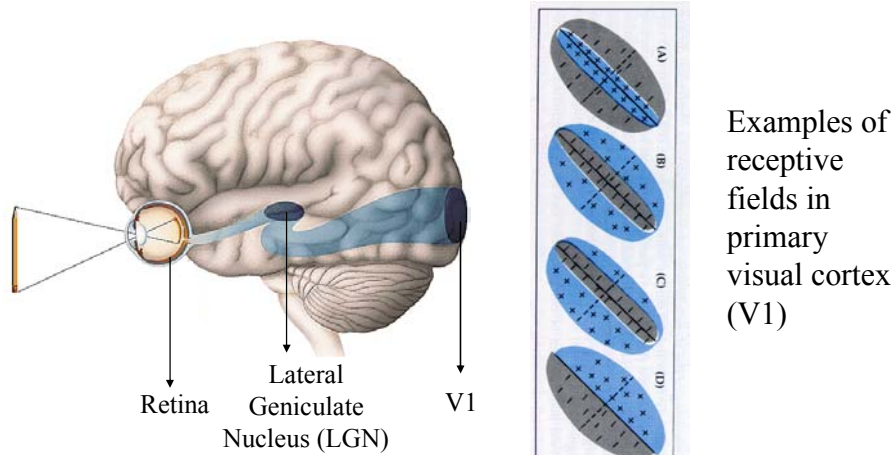 Retina
Lateral
Geniculate
Nucleus (LGN)
V1
(A)
(B)
(C)
(D)
Examples of
receptive
fields in
primary
visual cortex
(V1)